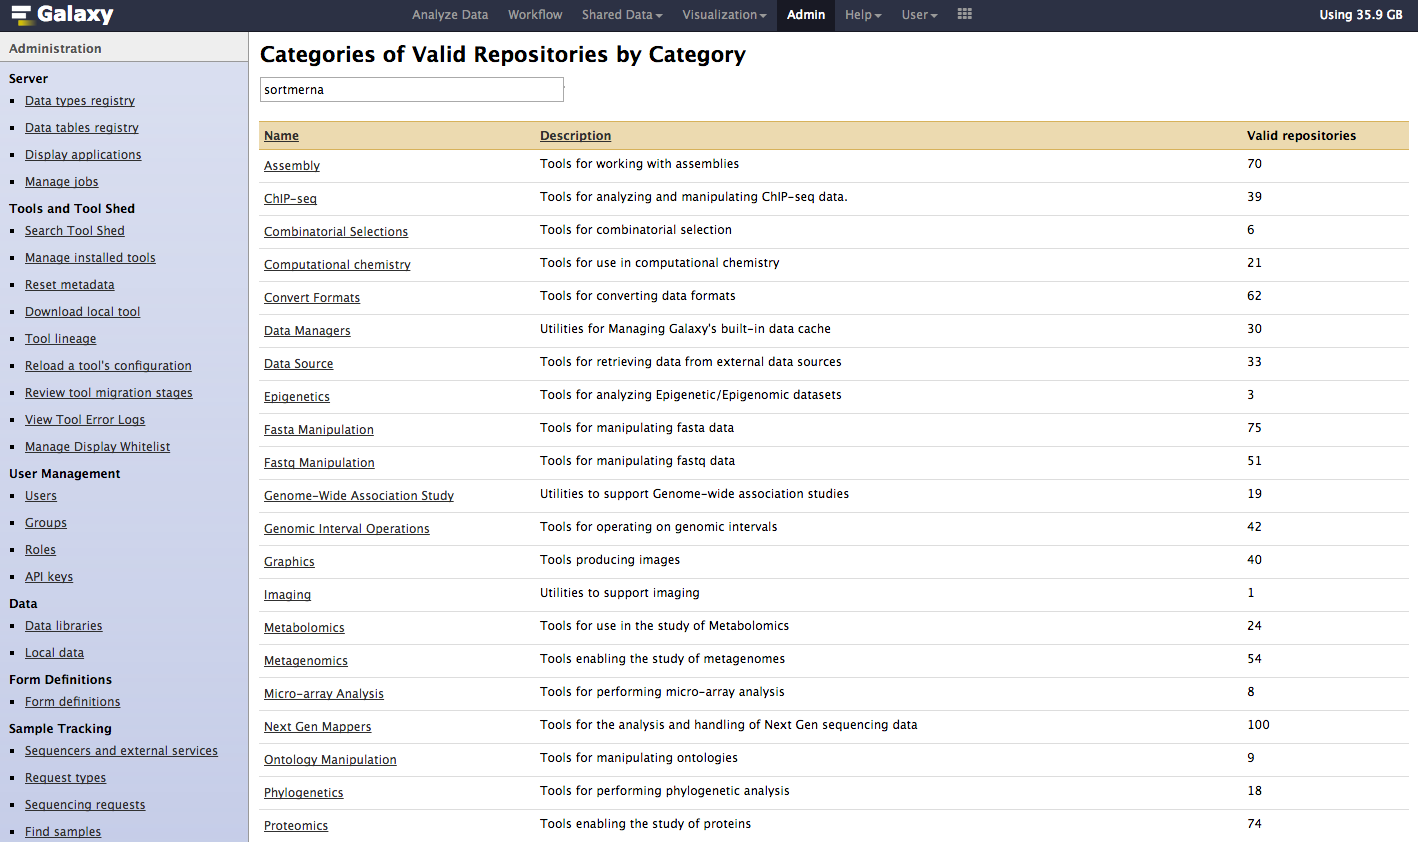 Galaxy
Analyze Data Workflow Shared Data Visualization Admin Help User Using 35.9 GB
Administration
Server
Data types registry
Data tables registry
Display applications
Manage jobs
Tools and Tool Shed
Search Tool Shed
Manage installed tools
Reset metadata
Download local tool
Tool lineage
Reload a tool's configuration
Review tool migration stages
View Tool Error Logs
Manage Display Whitelist
User Management
Users
Groups
Roles
API keys
Data
Data libraries
Local data
Form Definitions
Form definitions
Sample Tracking
Sequencers and external services
Request types
Sequencing requests
Find samples
Categories of Valid Repositories by Category
sortmerna
Name Description Valid repositories
Assembly Tools for working with assemblies 70
ChIP-seq Tools for analyzing and manipulating ChIP-seq data. 39
Combinatorial Selections Tools for combinatorial selection 6
Computational chemistry Tools for use in computational chemistry 21
Convert Formats Tools for converting data formats 62
Data Managers Utilities for Managing Galaxy's built-in data cache 30
Data Source Tools for retrieving data from external data sources 33
Epigenetics Tools for analyzing Epigenetic/Epigenomic datasets 3
Fasta Manipulation Tools for manipulating fasta data 75
Fastq Manipulation Tools for manipulating fastq data 51
Genome-Wide Association Study Utilities to support Genome-wide association studies 19
Genomic Interval Operations Tools for operating on genomic intervals 42
Graphics Tools producing images 40
Imaging Utilities to support imaging 1
Metabolomics Tools for use in the study of Metabolomics 24
Metagenomics Tools enabling the study of metagenomes 54
Micro-array Analysis Tools for performing micro-array analysis 8
Next Gen Mappers Tools for the analysis and handling of Next Gen sequencing data 100
Ontology Manipulation Tools for manipulating ontologies 9
Phylogenetics Tools for performing phylogenetic analysis 18
Proteomics Tools enabling the study of proteins 74